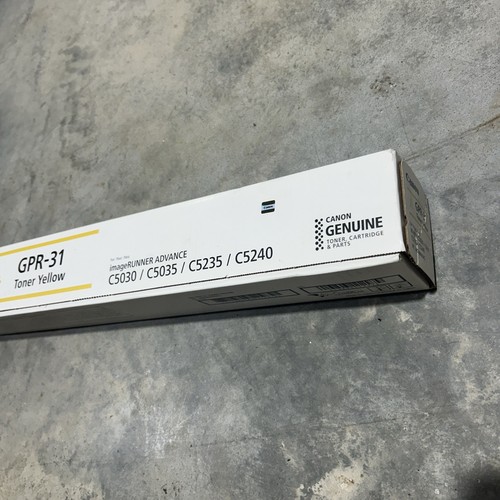 GPR-31
Toner Yellow
imageRUNNER ADVANCE
C5030 / C5035 / C5235 / C5240
CANON
GENUINE
TONER, CARTRIDGE
& PARTS